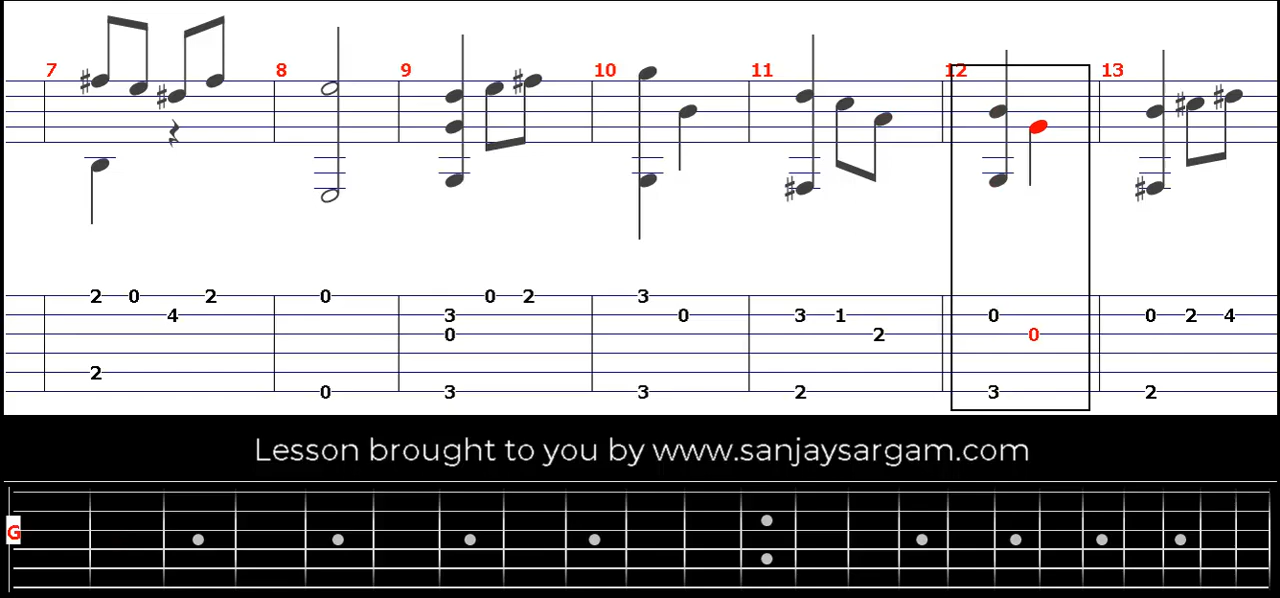 7 8 9 10 11 12 13
2 0 2 0 0 2 3 0 2
4 3 0 3 1 0 2 4
0 2 0
2
0 3 3 2 3 2
Lesson brought to you by www.sanjaysargam.com
G